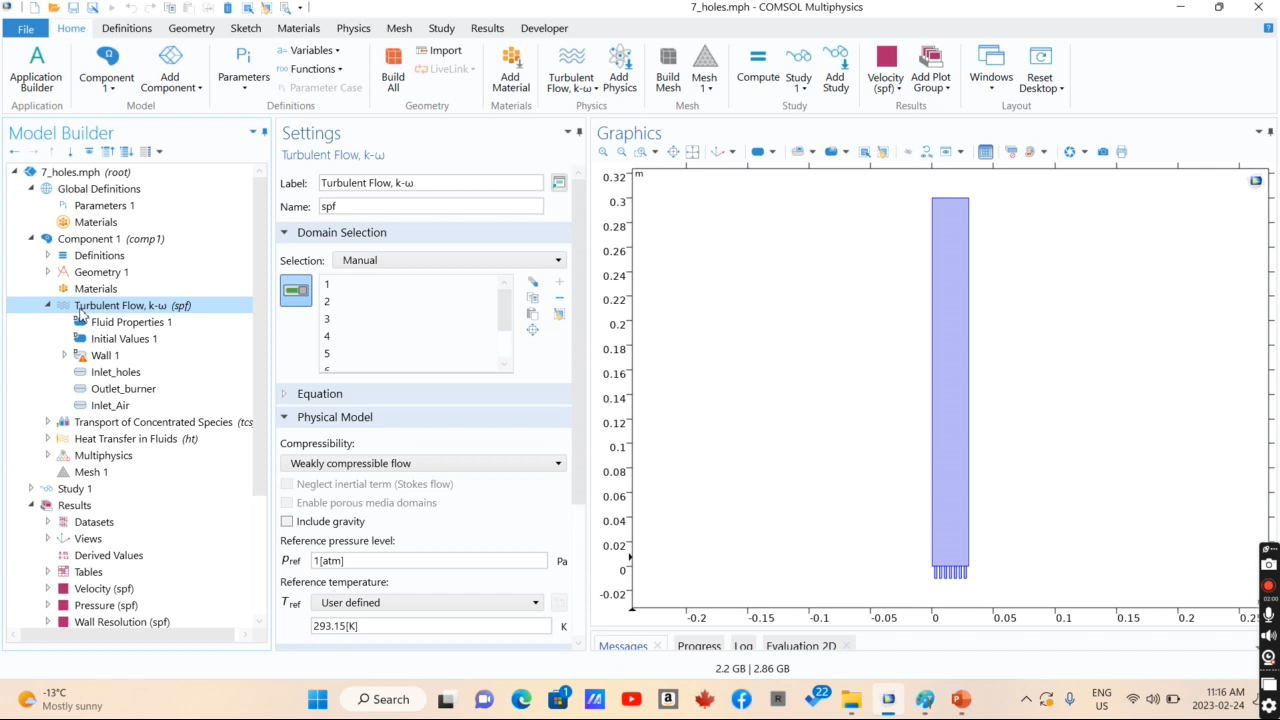 7_holes.mph - COMSOL Multiphysics
File Home Definitions Geometry Sketch Materials Physics Mesh Study Results Developer
Application Builder
Component 1
Add Component
Pi Parameters
a= Variables
f(x) Functions
Pi Parameter Case
Build All
Import
LiveLink
Add Material
Turbulent Flow, k-ω
Add Physics
Build Mesh
Mesh 1
Compute
Study 1
Add Study
Velocity (spf)
Add Plot Group
Windows
Reset Desktop
Application Model Definitions Geometry Materials Physics Mesh Study Results Layout
Model Builder
7_holes.mph (root)
Global Definitions
Pi Parameters 1
Materials
Component 1 (comp1)
Definitions
Geometry 1
Materials
Turbulent Flow, k-ω (spf)
Fluid Properties 1
Initial Values 1
Wall 1
Inlet_holes
Outlet_burner
Inlet_Air
Transport of Concentrated Species (tcs
Heat Transfer in Fluids (ht)
Multiphysics
Mesh 1
Study 1
Results
Datasets
Views
Derived Values
Tables
Velocity (spf)
Pressure (spf)
Wall Resolution (spf)
Settings
Turbulent Flow, k-ω
Label: Turbulent Flow, k-ω
Name: spf
Domain Selection
Selection: Manual
1
2
3
4
5
Equation
Physical Model
Compressibility:
Weakly compressible flow
Neglect inertial term (Stokes flow)
Enable porous media domains
Include gravity
Reference pressure level:
pref 1[atm] Pa
Reference temperature:
Tref User defined
293.15[K] K
Graphics
m
0.32
0.3
0.28
0.26
0.24
0.22
0.2
0.18
0.16
0.14
0.12
0.1
0.08
0.06
0.04
0.02
0
-0.02
-0.2 -0.15 -0.1 -0.05 0 0.05 0.1 0.15 0.2 0.25
Messages Progress Log Evaluation 2D
2.2 GB | 2.86 GB
02:00
-13°C
Mostly sunny
Search
1
22
ENG
US
11:16 AM
2023-02-24